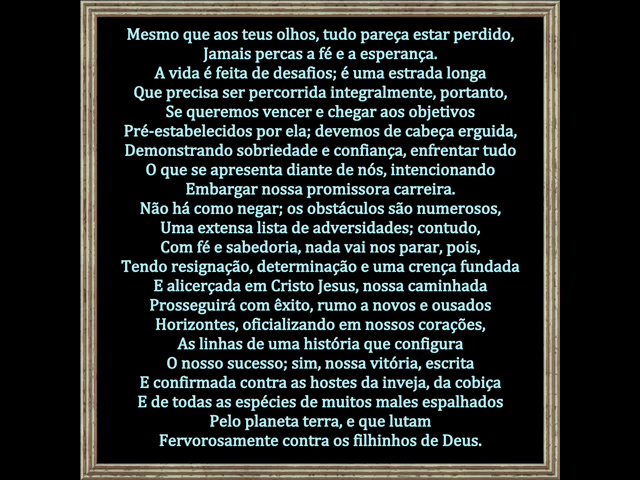 Mesmo que aos teus olhos, tudo pareça estar perdido,
Jamais percas a fé e a esperança.
A vida é feita de desafios; é uma estrada longa
Que precisa ser percorrida integralmente, portanto,
Se queremos vencer e chegar aos objetivos
Pré-estabelecidos por ela; devemos de cabeça erguida,
Demonstrando sobriedade e confiança, enfrentar tudo
O que se apresenta diante de nós, intencionando
Embargar nossa promissora carreira.
Não há como negar; os obstáculos são numerosos,
Uma extensa lista de adversidades; contudo,
Com fé e sabedoria, nada vai nos parar, pois,
Tendo resignação, determinação e uma crença fundada
E alicerçada em Cristo Jesus, nossa caminhada
Prosseguirá com êxito, rumo a novos e ousados
Horizontes, oficializando em nossos corações,
As linhas de uma história que configura
O nosso sucesso; sim, nossa vitória, escrita
E confirmada contra as hostes da inveja, da cobiça
E de todas as espécies de muitos males espalhados
Pelo planeta terra, e que lutam
Fervorosamente contra os filhinhos de Deus.